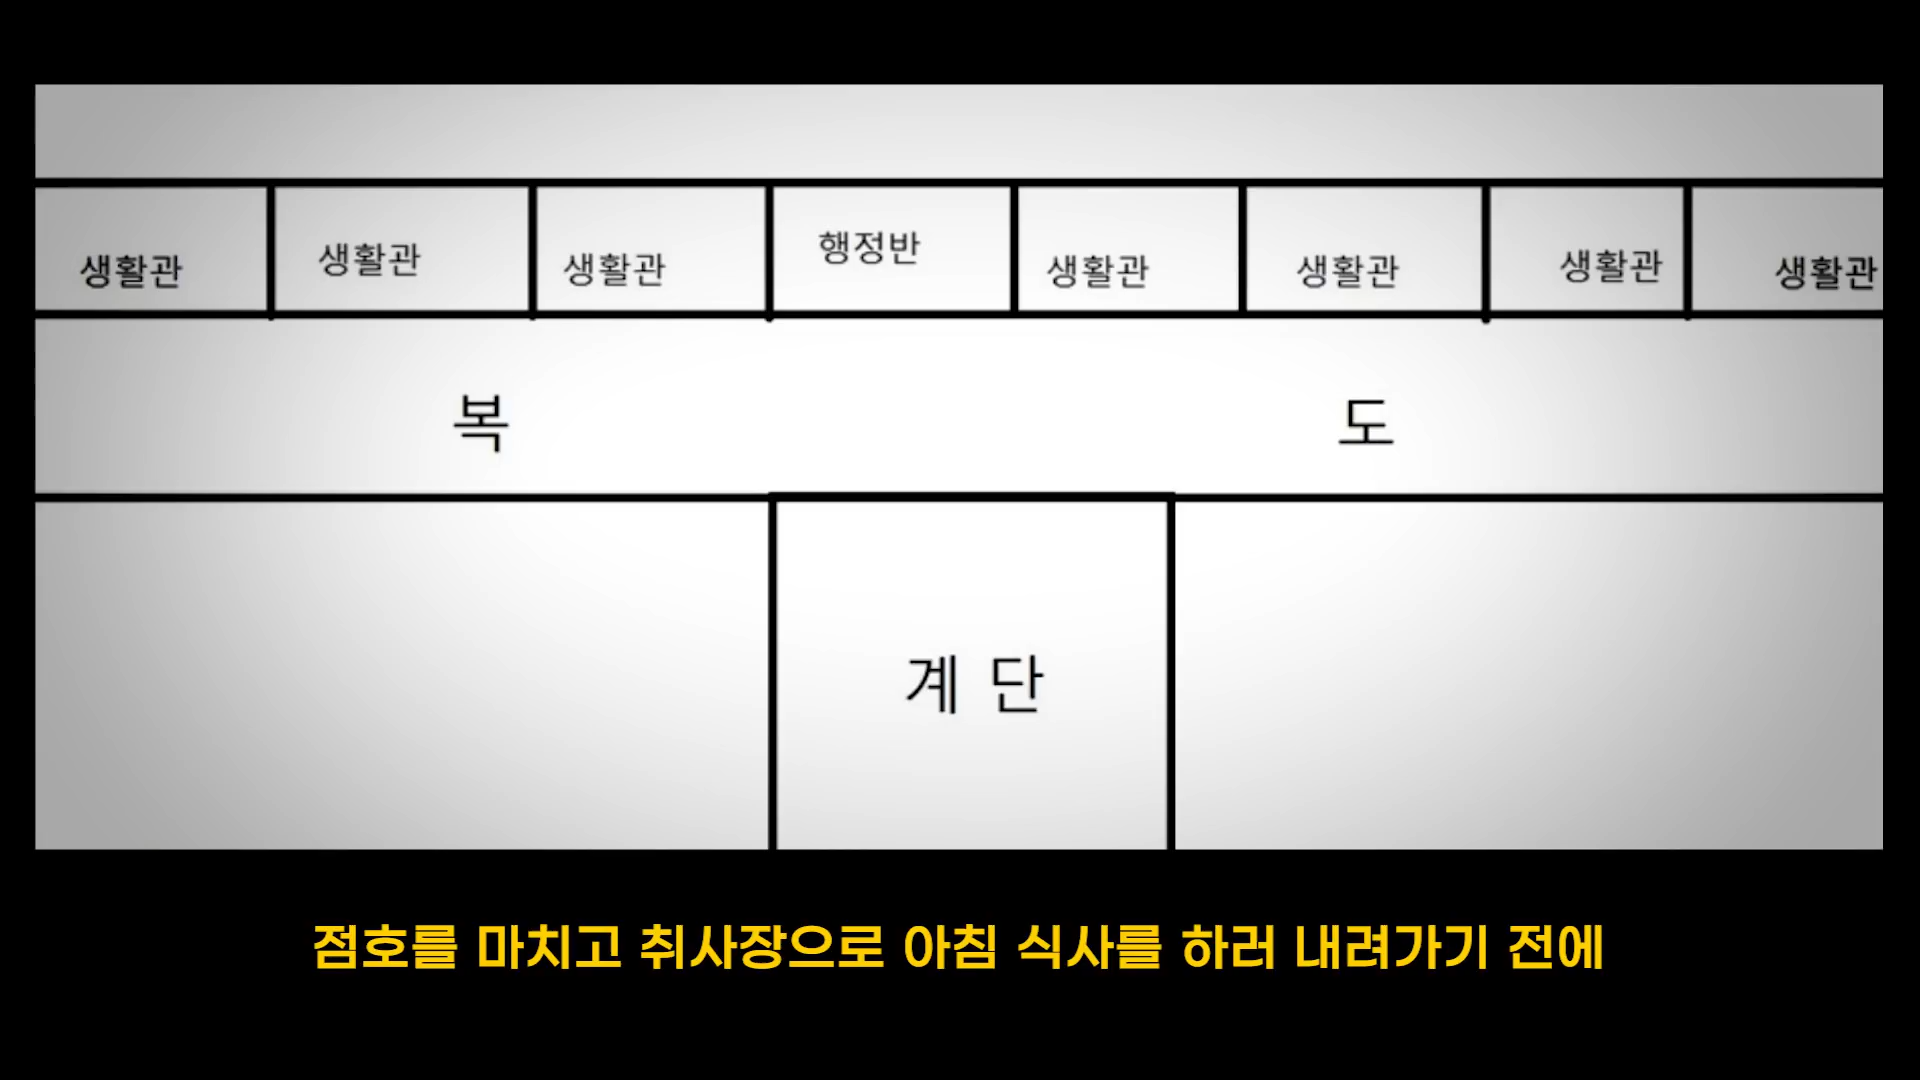 생활관 생활관 생활관 행정반 생활관 생활관 생활관 생활관
복 도
계 단
점호를 마치고 취사장으로 아침 식사를 하러 내려가기 전에